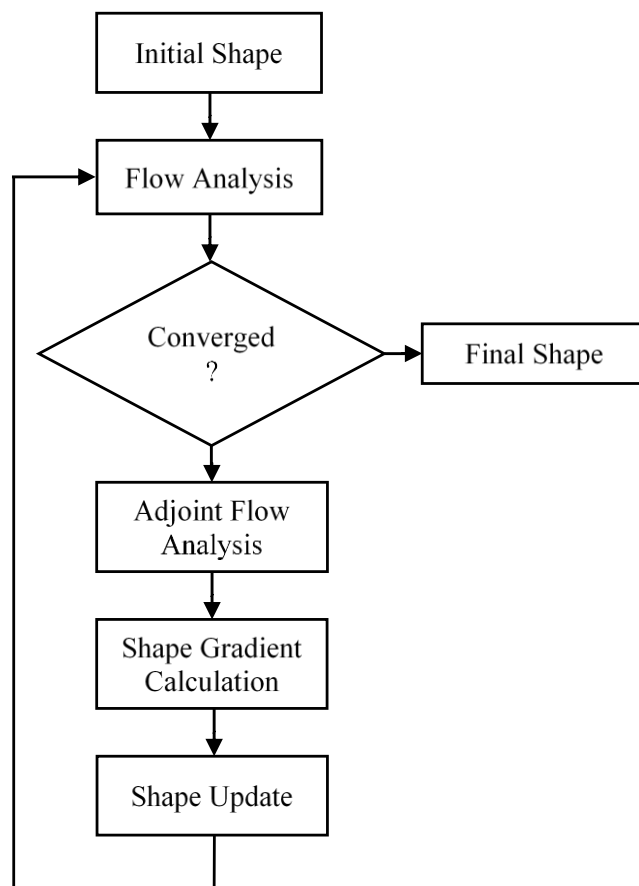 Initial Shape
Flow Analysis
Converged
?
Final Shape
Adjoint Flow
Analysis
Shape Gradient
Calculation
Shape Update